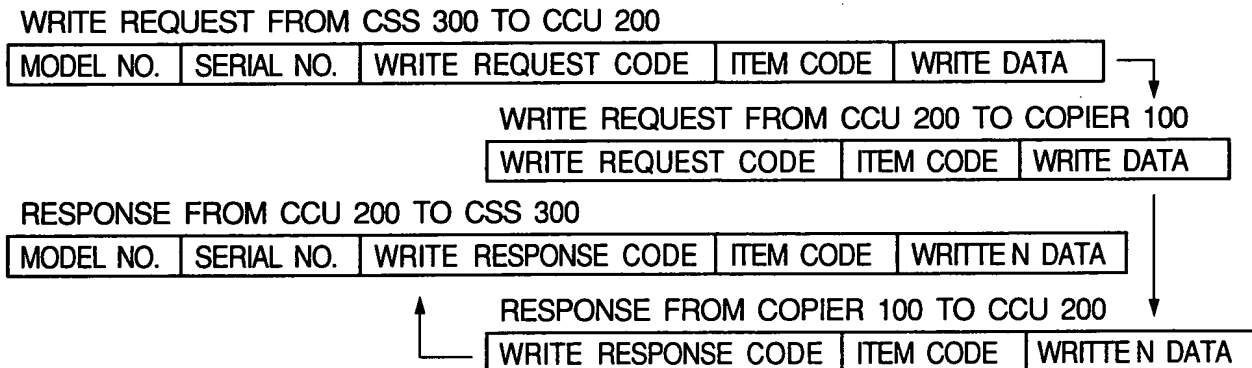 WRITE REQUEST FROM CSS 300 TO CCU 200
MODEL NO. SERIAL NO. WRITE REQUEST CODE ITEM CODE WRITE DATA
WRITE REQUEST FROM CCU 200 TO COPIER 100
WRITE REQUEST CODE ITEM CODE WRITE DATA
RESPONSE FROM CCU 200 TO CSS 300
MODEL NO. SERIAL NO. WRITE RESPONSE CODE ITEM CODE WRITTEN DATA
RESPONSE FROM COPIER 100 TO CCU 200
WRITE RESPONSE CODE ITEM CODE WRITTEN DATA